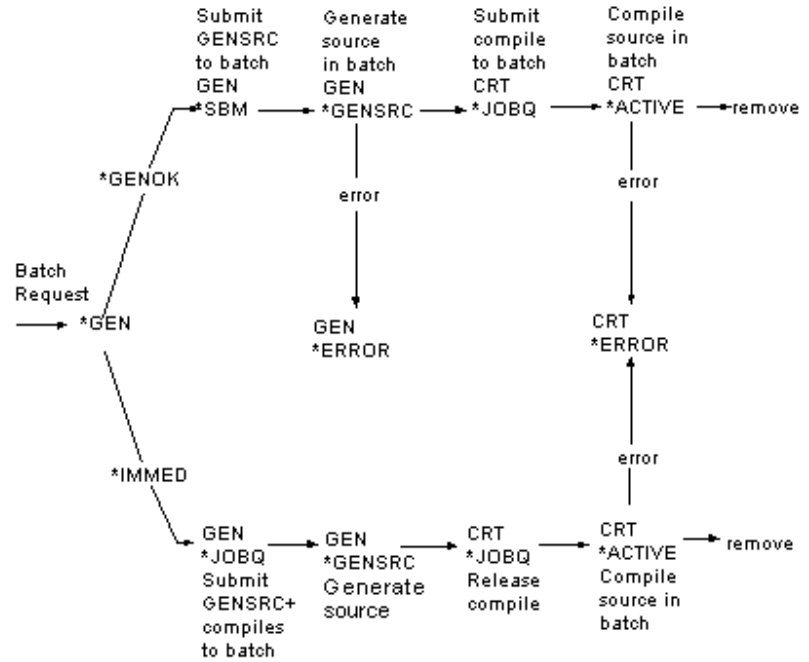 Submit
GENSRC
to batch
GEN
*SBM
Generate
source
in batch
GEN
*GENSRC
Submit
compile
to batch
CRT
*JOBQ
Compile
source in
batch
CRT
*ACTIVE
remove
*GENOK
error
error
Batch
Request
*GEN
GEN
*ERROR
CRT
*ERROR
*IMMED
error
GEN
*JOBQ
Submit
GENSRC+
compiles
to batch
GEN
*GENSRC
Generate
source
CRT
*JOBQ
Release
compile
CRT
*ACTIVE
Compile
source in
batch
remove